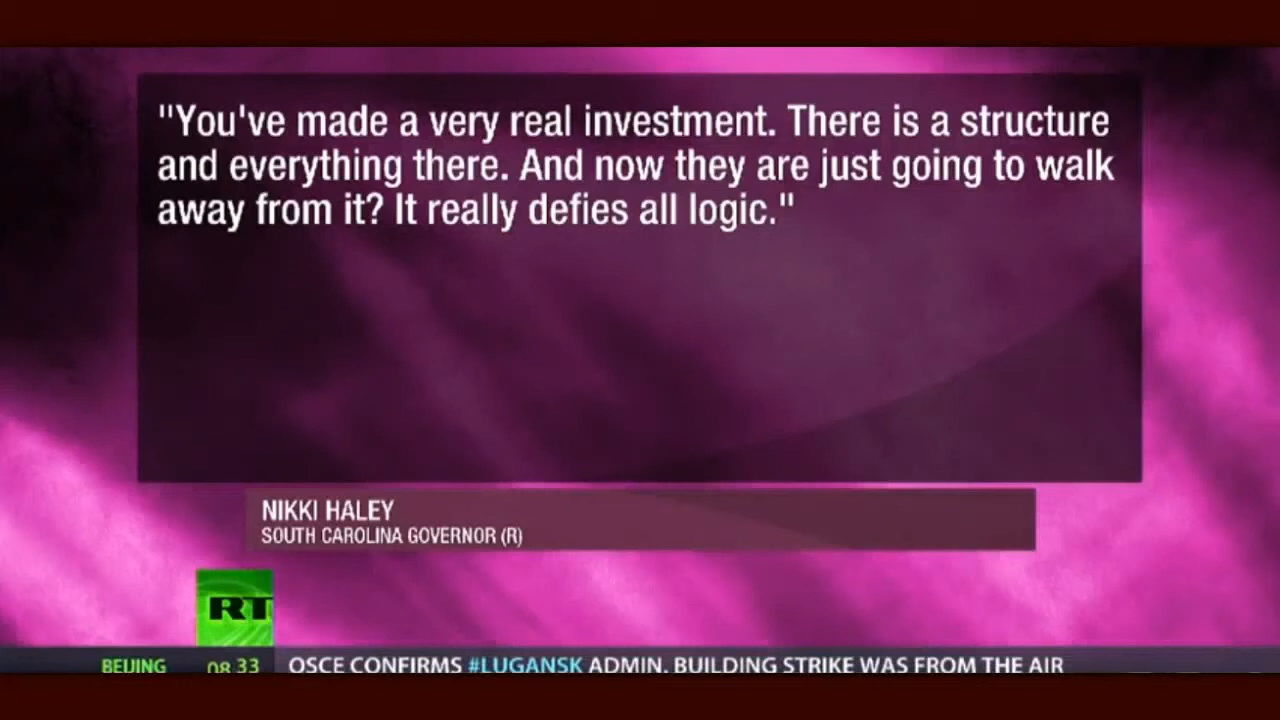 "You've made a very real investment. There is a structure
and everything there. And now they are just going to walk
away from it? It really defies all logic."
NIKKI HALEY
SOUTH CAROLINA GOVERNOR (R)
RT
BEIJING 08 33 OSCE CONFIRMS #LUGANSK ADMIN. BUILDING STRIKE WAS FROM THE AIR